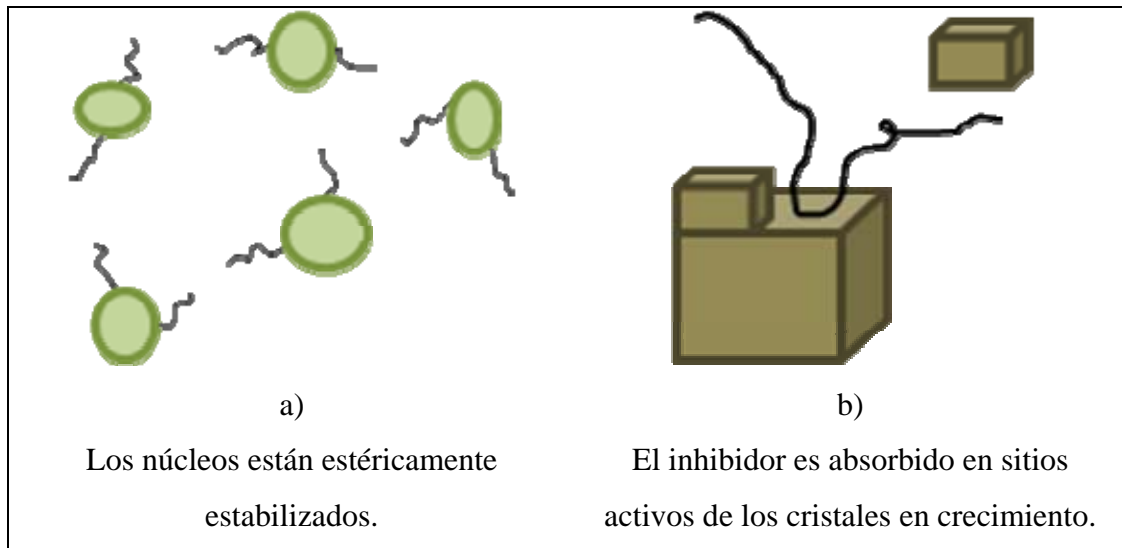 a)
Los núcleos están estéricamente
estabilizados.
b)
El inhibidor es absorbido en sitios
activos de los cristales en crecimiento.